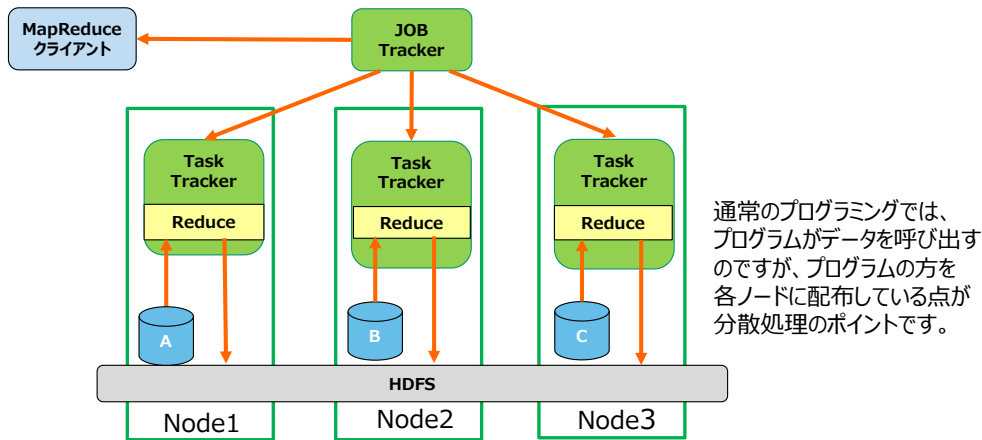 MapReduce
クライアント
JOB
Tracker
Task
Tracker
Reduce
A
Task
Tracker
Reduce
B
Task
Tracker
Reduce
C
HDFS
Node1
Node2
Node3
通常のプログラミングでは、
プログラムがデータを呼び出す
のですが、プログラムの方を
各ノードに配布している点が
分散処理のポイントです。